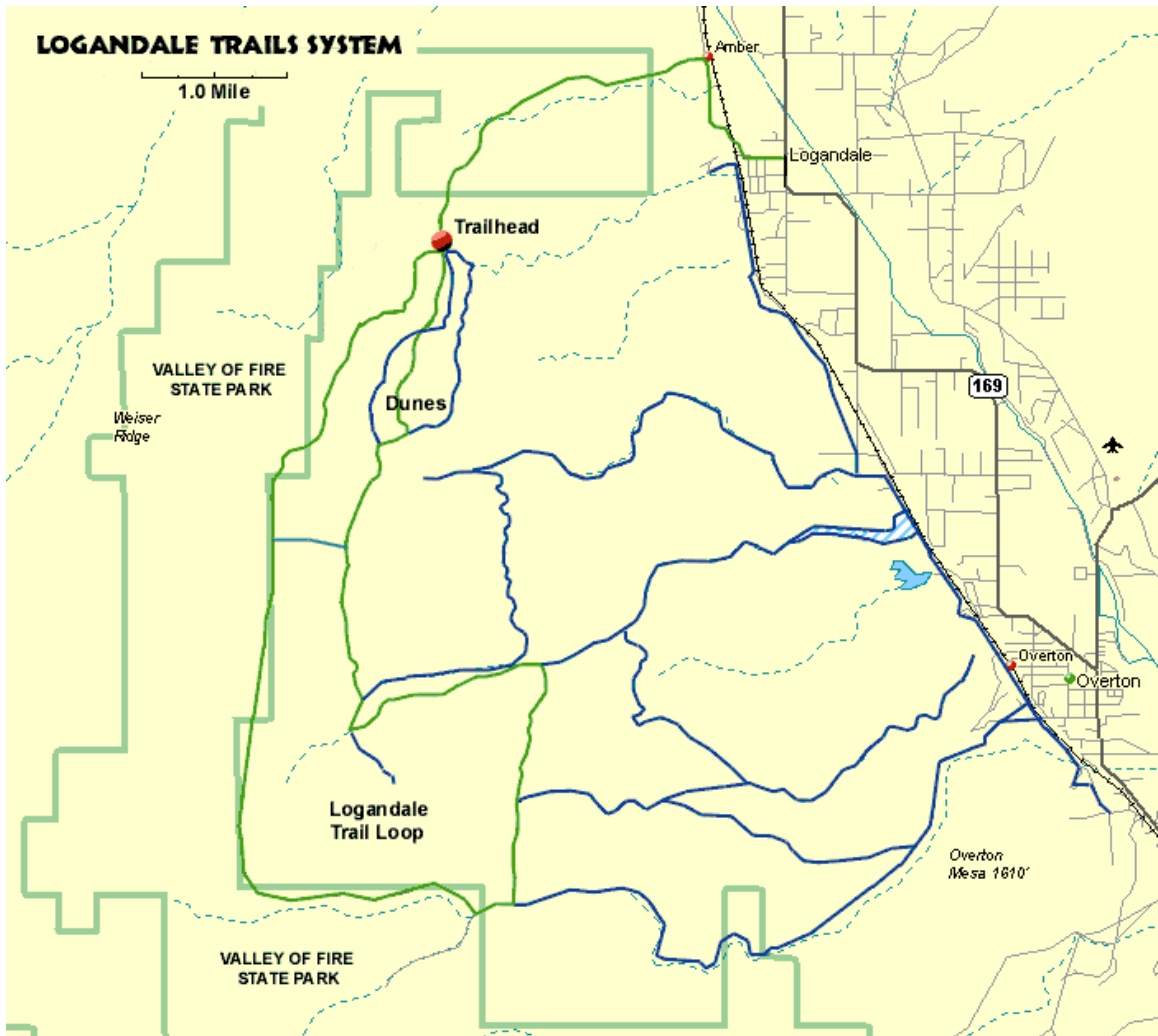 LOGANDALE TRAILS SYSTEM
1.0 Mile
Amber
Logandale
Trailhead
VALLEY OF FIRE
STATE PARK
169
Dunes
Weiser
Ridge
Overton
Overton
Logandale
Trail Loop
Overton
Mesa 1610'
VALLEY OF FIRE
STATE PARK